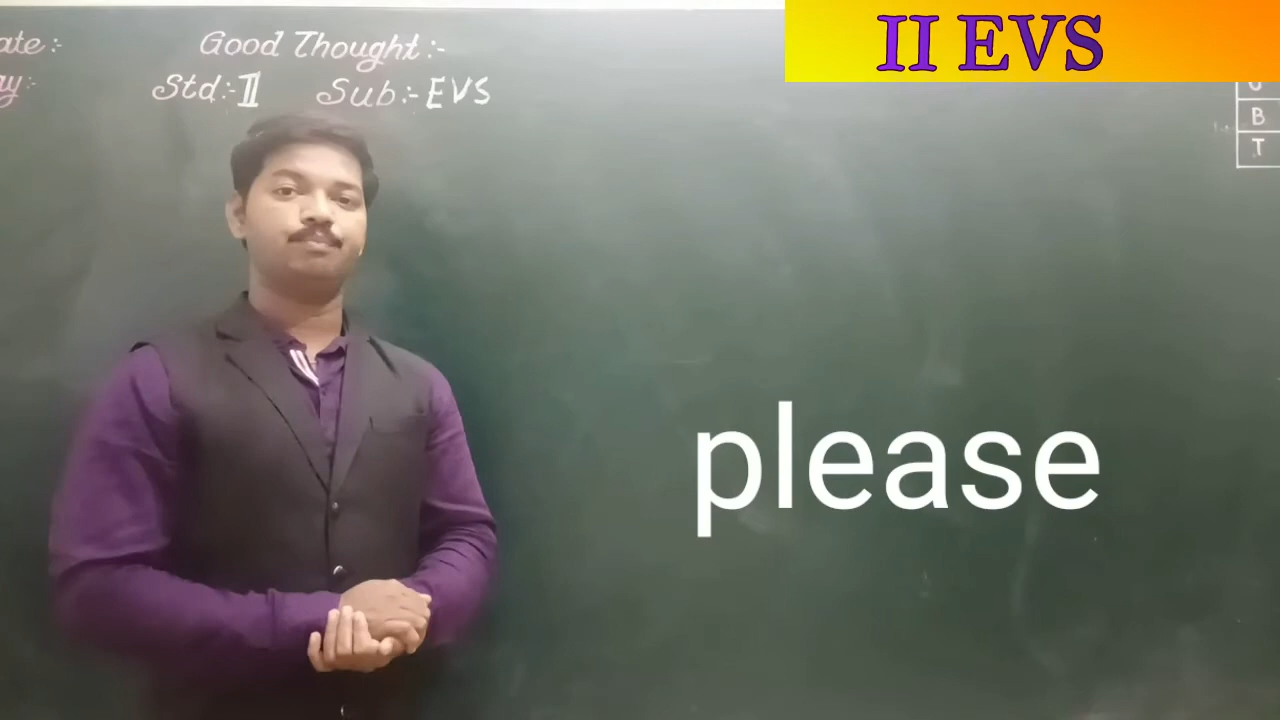 II EVS
ate:-
Good Thought:-
ay:-
Std:-II Sub:-EVS
B
T
please